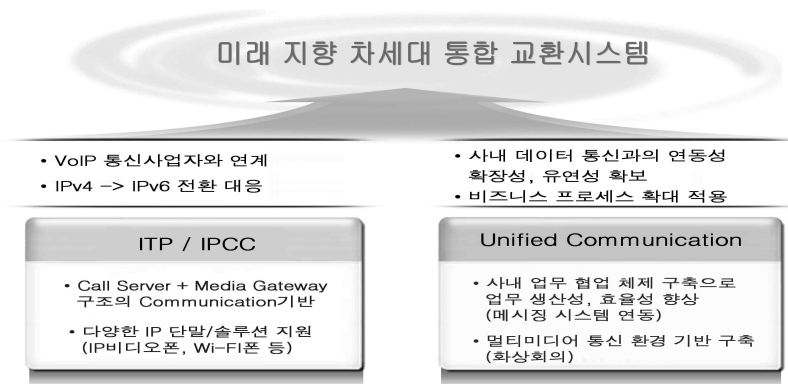 미래 지향 차세대 통합 교환시스템
• VoIP 통신사업자와 연계
• IPv4 -> IPv6 전환 대응
• 사내 데이터 통신과의 연동성
확장성, 유연성 확보
• 비즈니스 프로세스 확대 적용
ITP / IPCC
• Call Server + Media Gateway
구조의 Communication기반
• 다양한 IP 단말/솔루션 지원
(IP비디오폰, Wi-FI폰 등)
Unified Communication
• 사내 업무 협업 체제 구축으로
업무 생산성, 효율성 향상
(메시징 시스템 연동)
• 멀티미디어 통신 환경 기반 구축
(화상회의)